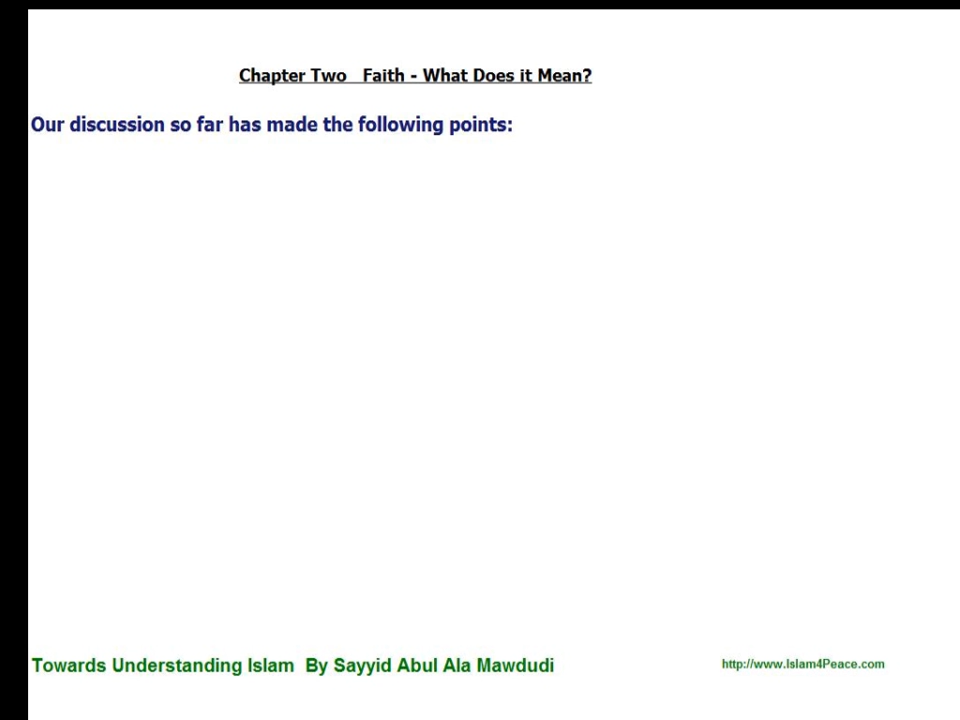 Chapter Two   Faith - What Does it Mean?
Our discussion so far has made the following points:
Towards Understanding Islam  By Sayyid Abul Ala Mawdudi
http://www.Islam4Peace.com